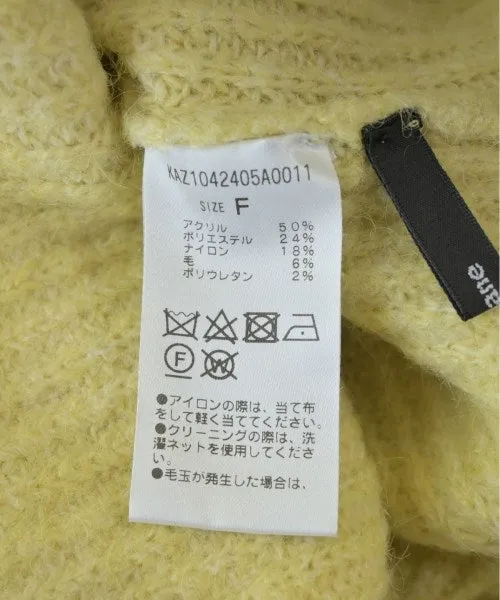 KAZ1042405A0011
SIZE F
アクリル 50%
ポリエステル 24%
ナイロン 18%
毛 6%
ポリウレタン 2%
F
W
●アイロンの際は、当て布
をして軽く当ててください。
●クリーニングの際は、洗
濯ネットを使用してくださ
い。
●毛玉が発生した場合は、
ane